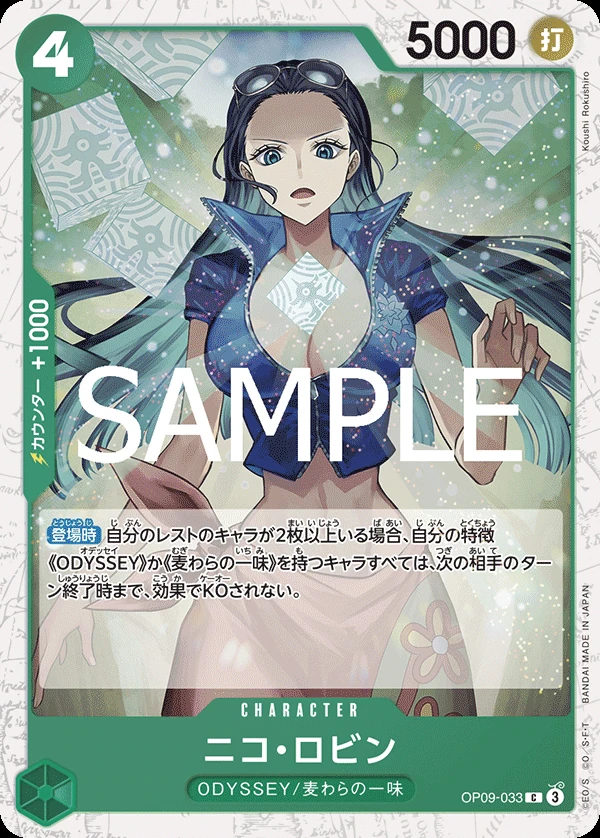 4
5000
打
Koushi Rokushiro
カウンター +1000
SAMPLE
登場時 自分のレストのキャラが2枚以上いる場合、自分の特徴
《ODYSSEY》か《麦わらの一味》を持つキャラすべては、次の相手のター
ン終了時まで、効果でKOされない。
CHARACTER
ニコ・ロビン
ODYSSEY/麦わらの一味
OP09-033 C 3
©E.O/S. ©O./S・F・T BANDAI MADE IN JAPAN